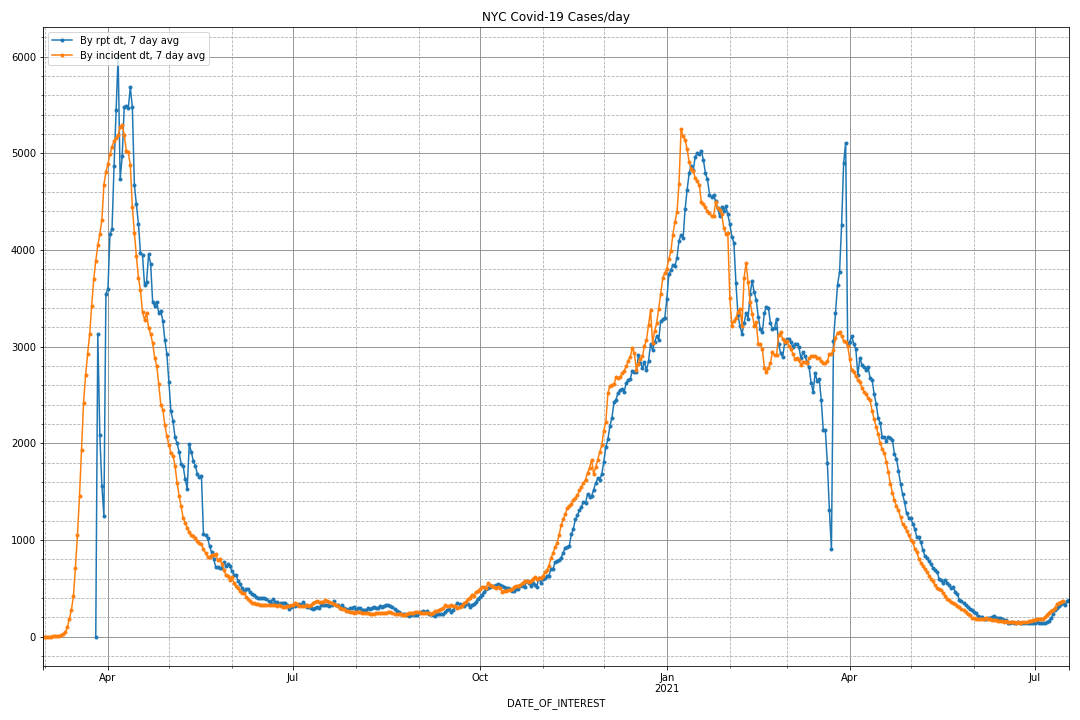 NYC Covid-19 Cases/day
By rpt dt, 7 day avg
By incident dt, 7 day avg
6000
5000
4000
3000
2000
1000
0
Apr
Jul
Oct
Jan
2021
Apr
Jul
DATE_OF_INTEREST